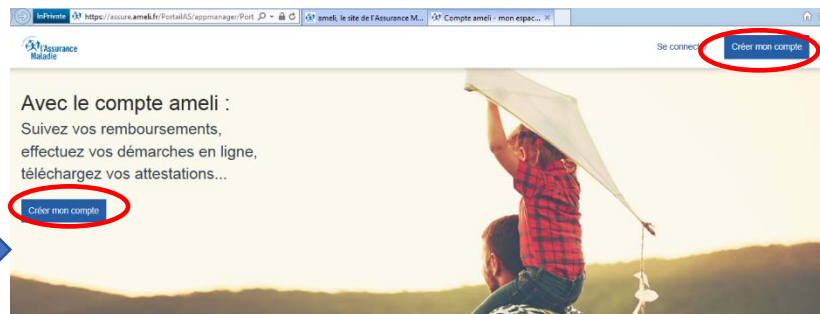 InPrivate https://assure.ameli.fr/PortailAS/appmanager/Port ameli, le site de l'Assurance M... Compte ameli - mon espac...
l'Assurance
Maladie
Se connecter Créer mon compte
Avec le compte ameli :
Suivez vos remboursements,
effectuez vos démarches en ligne,
téléchargez vos attestations...
Créer mon compte